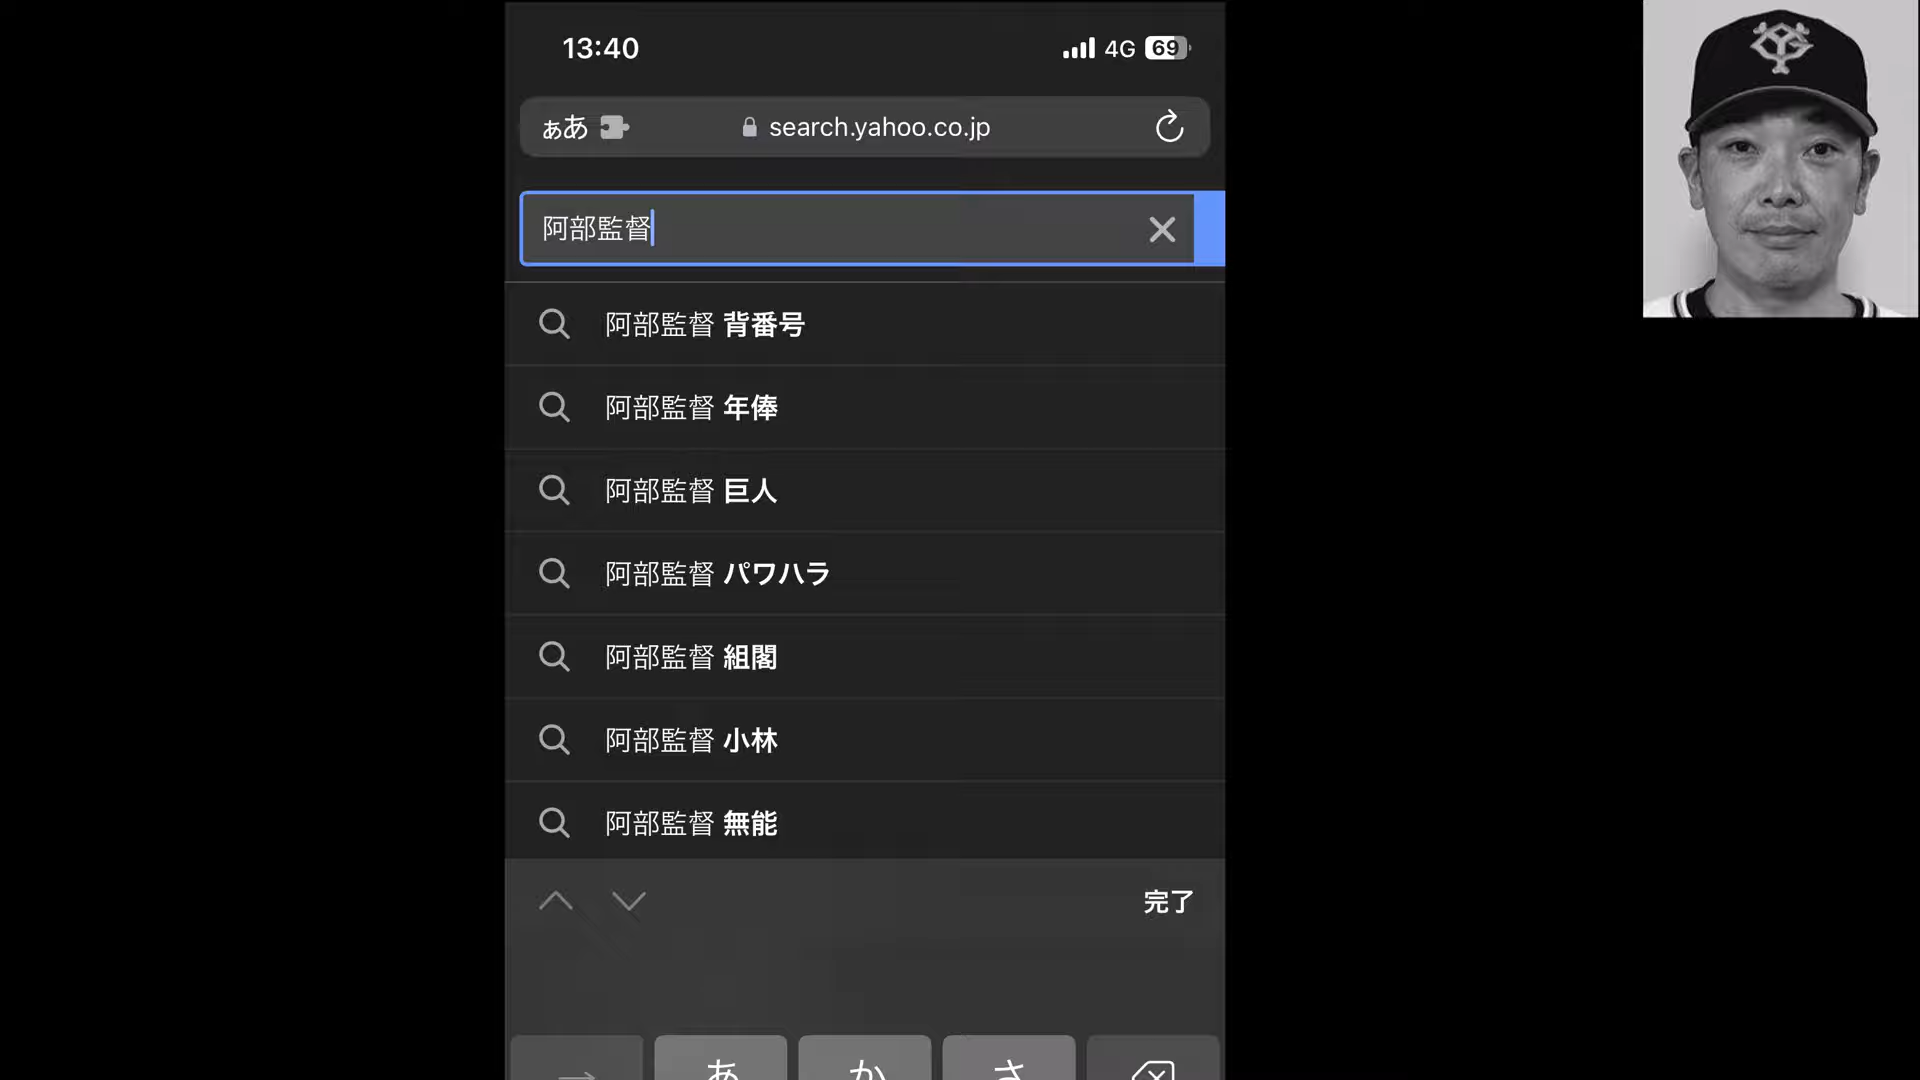 13:40
4G 69
ぁあ search.yahoo.co.jp
阿部監督
阿部監督 背番号
阿部監督 年俸
阿部監督 巨人
阿部監督 パワハラ
阿部監督 組閣
阿部監督 小林
阿部監督 無能
完了
あ か さ